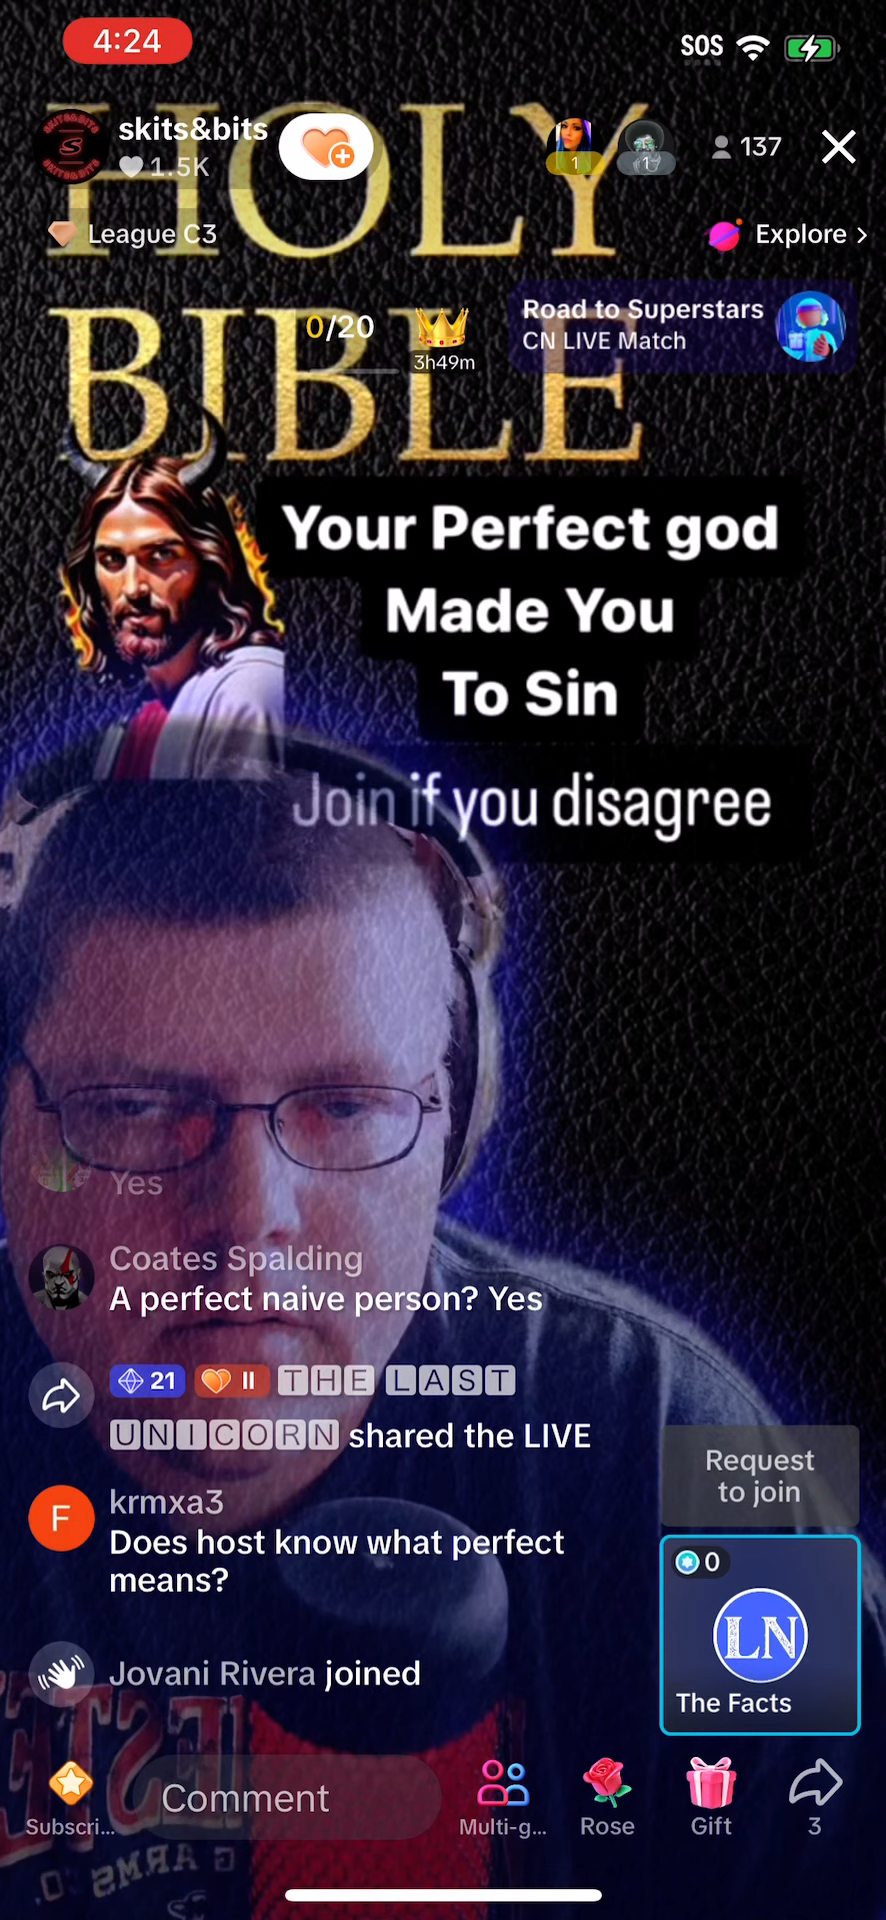 4:24
SOS
HOLY
skits&bits
1.5K
1
1
137
League C3
Explore >
BIBLE
0/20
3h49m
Road to Superstars
CN LIVE Match
Your Perfect god
Made You
To Sin
Join if you disagree
Yes
Coates Spalding
A perfect naive person? Yes
21 II THE LAST
UNICORN shared the LIVE
krmxa3
F
Does host know what perfect
means?
Jovani Rivera joined
Request
to join
0
LN
The Facts
Subscri...
Comment
Multi-g...
Rose
Gift
3